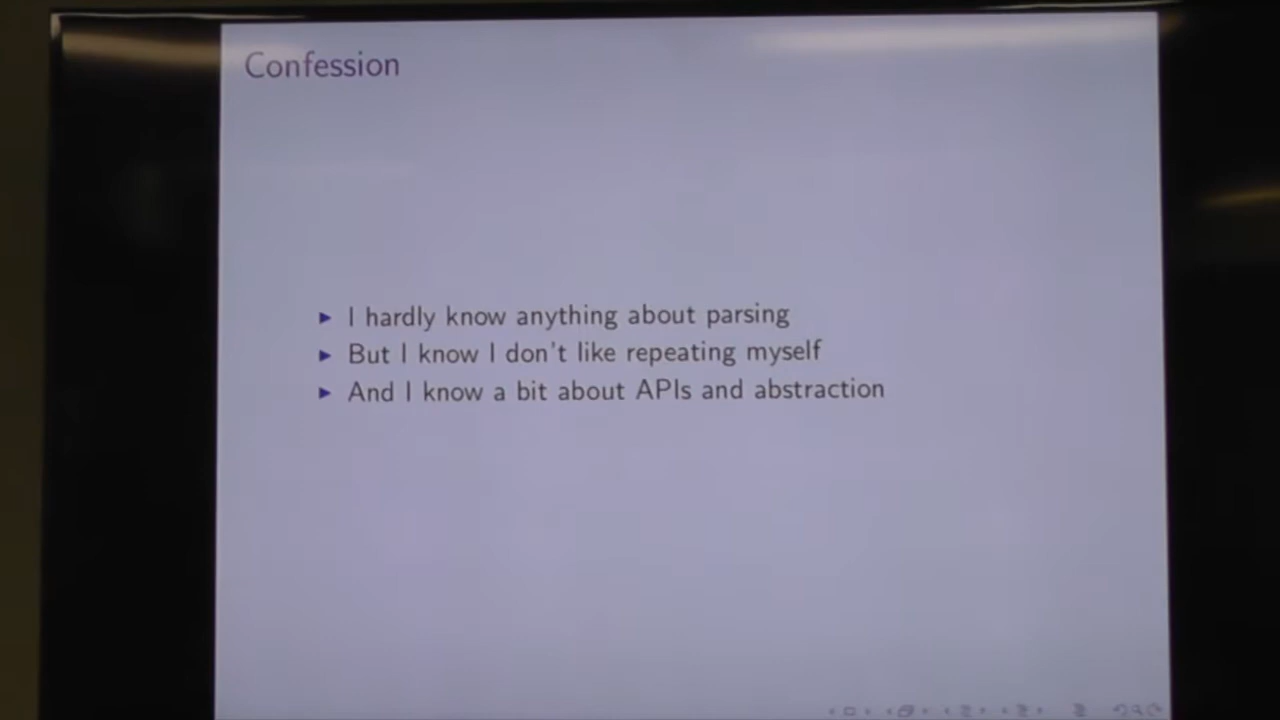 Confession
I hardly know anything about parsing
But I know I don't like repeating myself
And I know a bit about APIs and abstraction